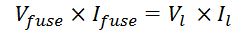 V_fuse × I_fuse = V_l × I_l